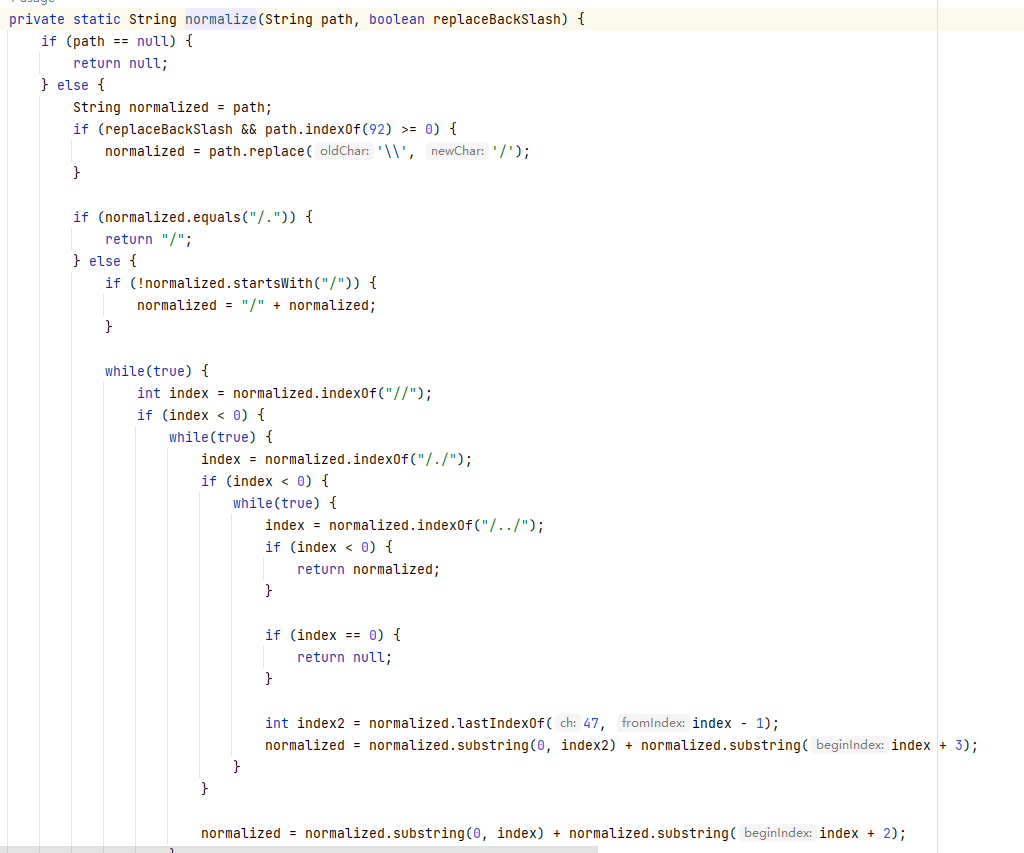 private static String normalize(String path, boolean replaceBackSlash) {
    if (path == null) {
        return null;
    } else {
        String normalized = path;
        if (replaceBackSlash && path.indexOf(92) >= 0) {
            normalized = path.replace( oldChar: '\\', newChar: '/');
        }

        if (normalized.equals("/.")) {
            return "/";
        } else {
            if (!normalized.startsWith("/")) {
                normalized = "/" + normalized;
            }

            while(true) {
                int index = normalized.indexOf("//");
                if (index < 0) {
                    while(true) {
                        index = normalized.indexOf("/./");
                        if (index < 0) {
                            while(true) {
                                index = normalized.indexOf("/../");
                                if (index < 0) {
                                    return normalized;
                                }

                                if (index == 0) {
                                    return null;
                                }

                                int index2 = normalized.lastIndexOf( ch: 47, fromIndex: index - 1);
                                normalized = normalized.substring(0, index2) + normalized.substring( beginIndex: index + 3);
                            }
                        }

                        normalized = normalized.substring(0, index) + normalized.substring( beginIndex: index + 2);